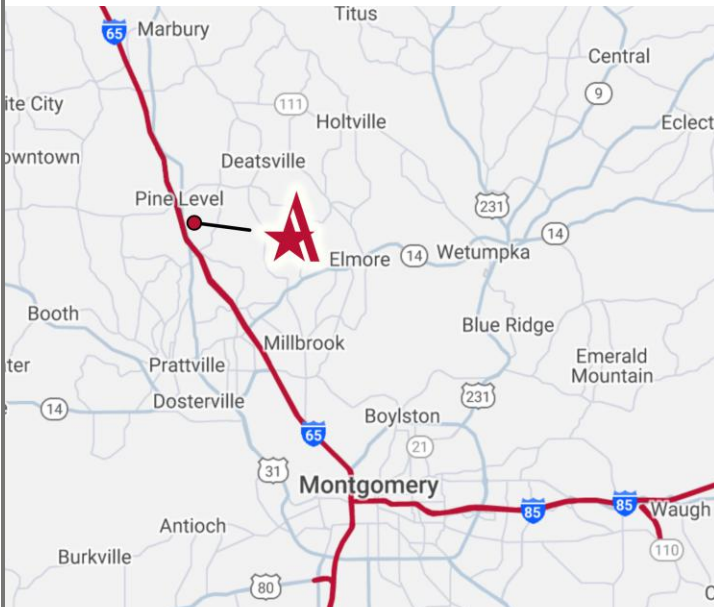 Titus
65
Marbury
Central
9
ite City
111
Holtville
Eclect
owntown
Deatsville
Pine Level
231
A
14
Elmore
14
Wetumpka
Booth
Blue Ridge
Millbrook
ter
Prattville
Emerald
Mountain
14
Dosterville
231
Boylston
65
21
31
Montgomery
85
85
Waugh
Antioch
110
Burkville
80
C